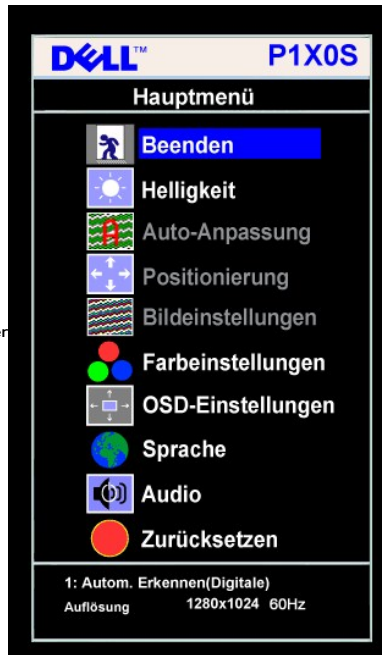 DELL™ P1X0S
Hauptmenü
Beenden
Helligkeit
Auto-Anpassung
Positionierung
Bildeinstellungen
er
Farbeinstellungen
OSD-Einstellungen
Sprache
Audio
Zurücksetzen
1: Autom. Erkennen(Digitale)
Auflösung 1280x1024 60Hz